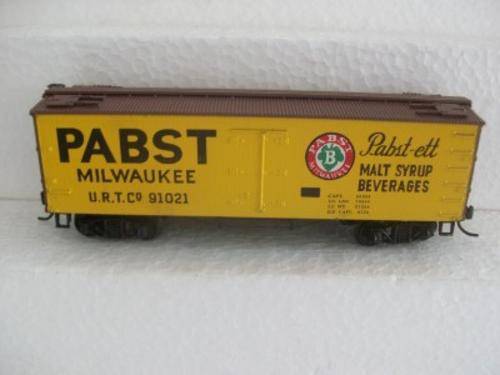 PABST
MILWAUKEE
U.R.T.Co 91021
PABST
B
MILWAUKEE
Pabst-ett
MALT SYRUP
BEVERAGES